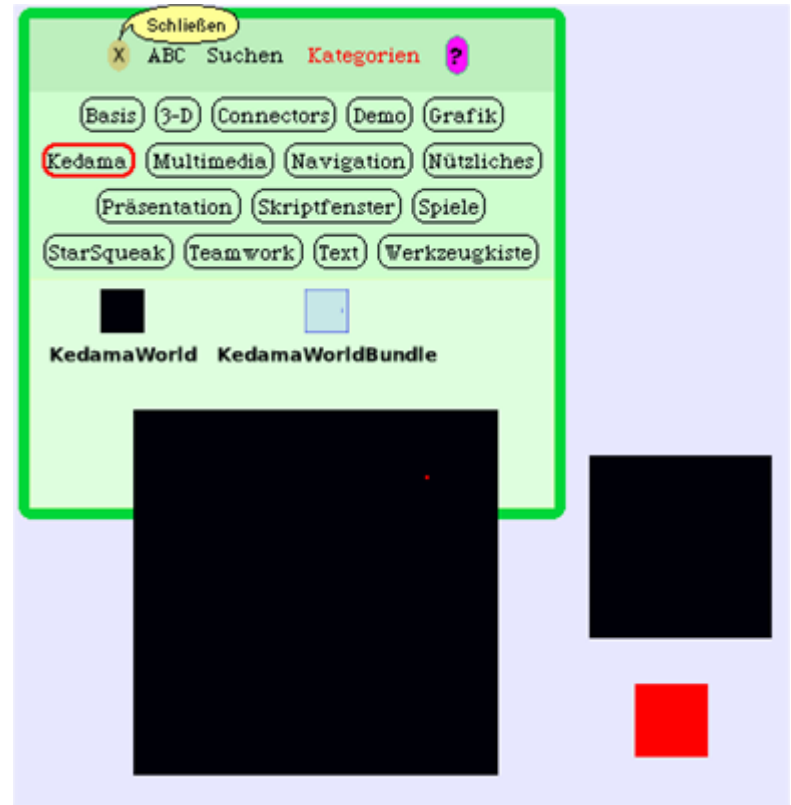 Schließen
X ABC Suchen Kategorien ?
Basis 3-D Connectors Demo Grafik
Kedama Multimedia Navigation Nützliches
Präsentation Skriptfenster Spiele
StarSqueak Teamwork Text Werkzeugkiste
KedamaWorld KedamaWorldBundle